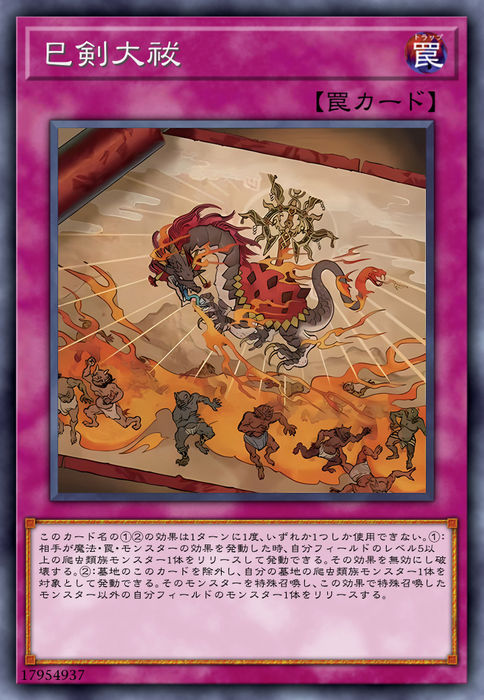 巳剣大祓
トラップ
罠
【罠カード】
このカード名の①②の効果は1ターンに1度、いずれか1つしか使用できない。①：
相手が魔法・罠・モンスターの効果を発動した時、自分フィールドのレベル5以
上の爬虫類族モンスター1体をリリースして発動できる。その効果を無効にし破
壊する。②：墓地のこのカードを除外し、自分の墓地の爬虫類族モンスター1体を
対象として発動できる。そのモンスターを特殊召喚し、この効果で特殊召喚した
モンスター以外の自分フィールドのモンスター1体をリリースする。
17954937